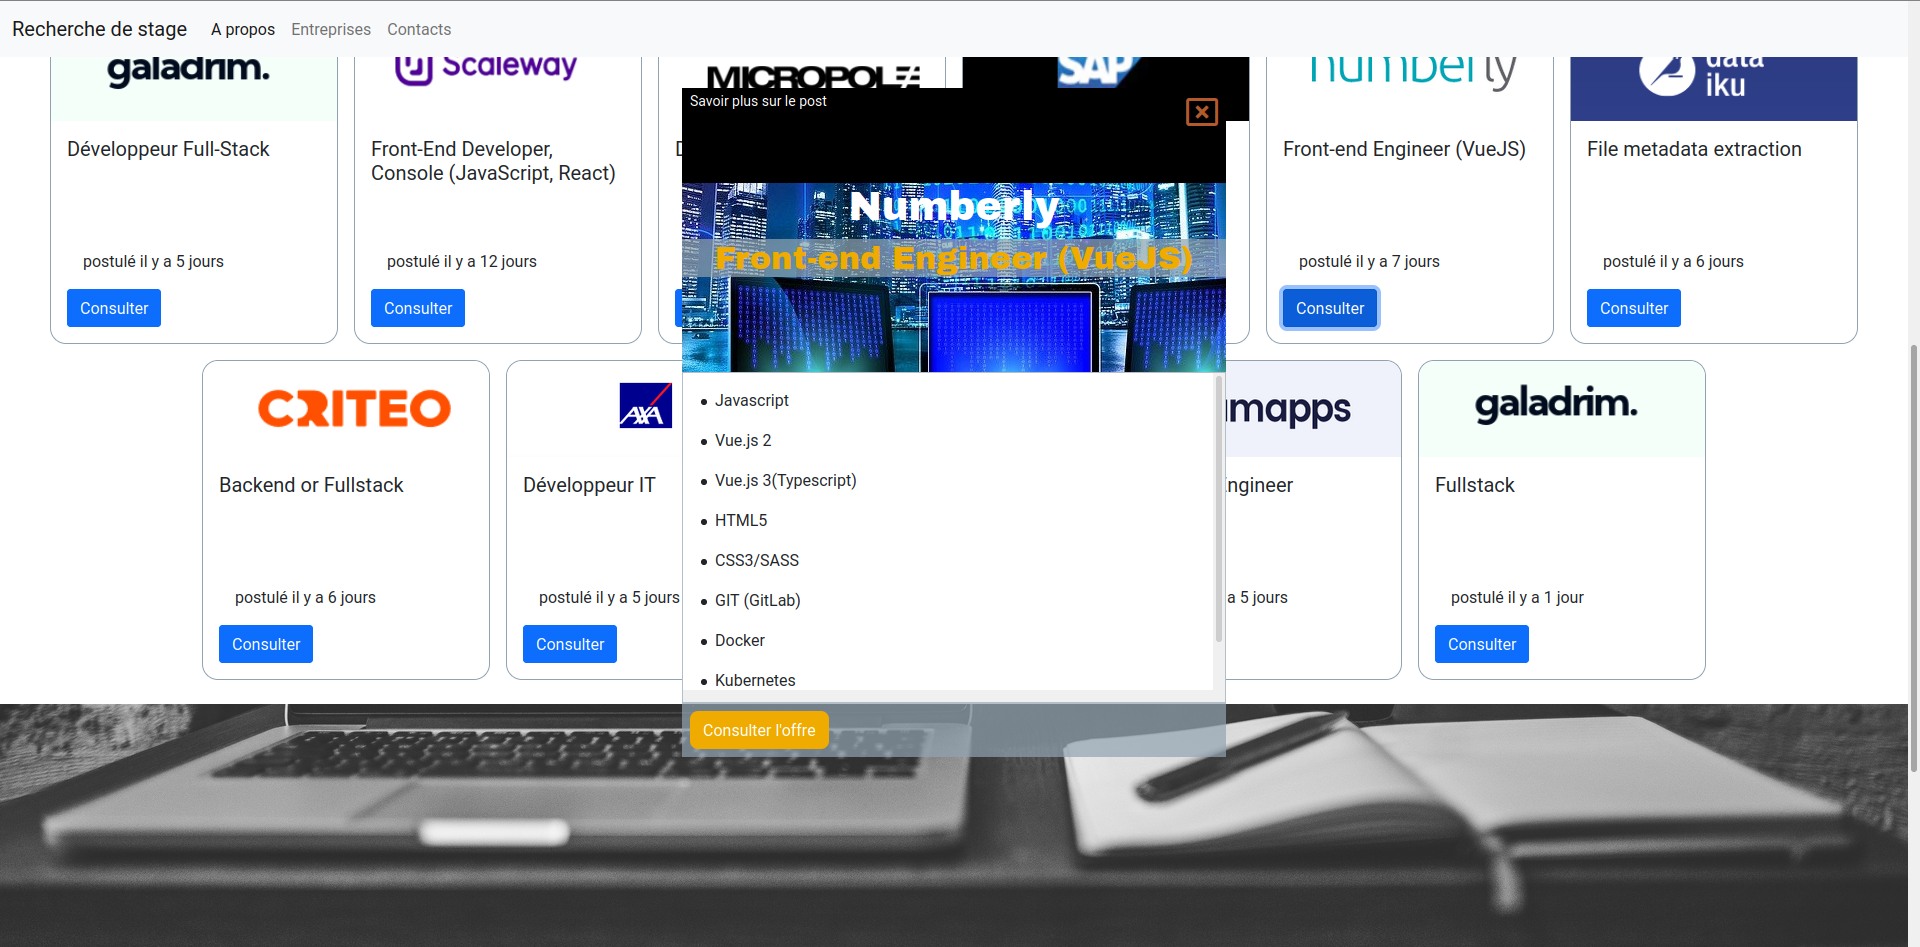 Recherche de stage A propos Entreprises Contacts
galadrim.
Scaleway
MICROPOLE
SAP
numberly
data
iku
Développeur Full-Stack
postulé il y a 5 jours
Consulter
Front-End Developer,
Console (JavaScript, React)
postulé il y a 12 jours
Consulter
Front-end Engineer (VueJS)
postulé il y a 7 jours
Consulter
File metadata extraction
postulé il y a 6 jours
Consulter
Savoir plus sur le post
Numberly
Front-end Engineer (VueJS)
Javascript
Vue.js 2
Vue.js 3(Typescript)
HTML5
CSS3/SASS
GIT (GitLab)
Docker
Kubernetes
Consulter l'offre
CRITEO
Backend or Fullstack
postulé il y a 6 jours
Consulter
AXA
Développeur IT
postulé il y a 5 jours
Consulter
mapps
Engineer
a 5 jours
galadrim.
Fullstack
postulé il y a 1 jour
Consulter